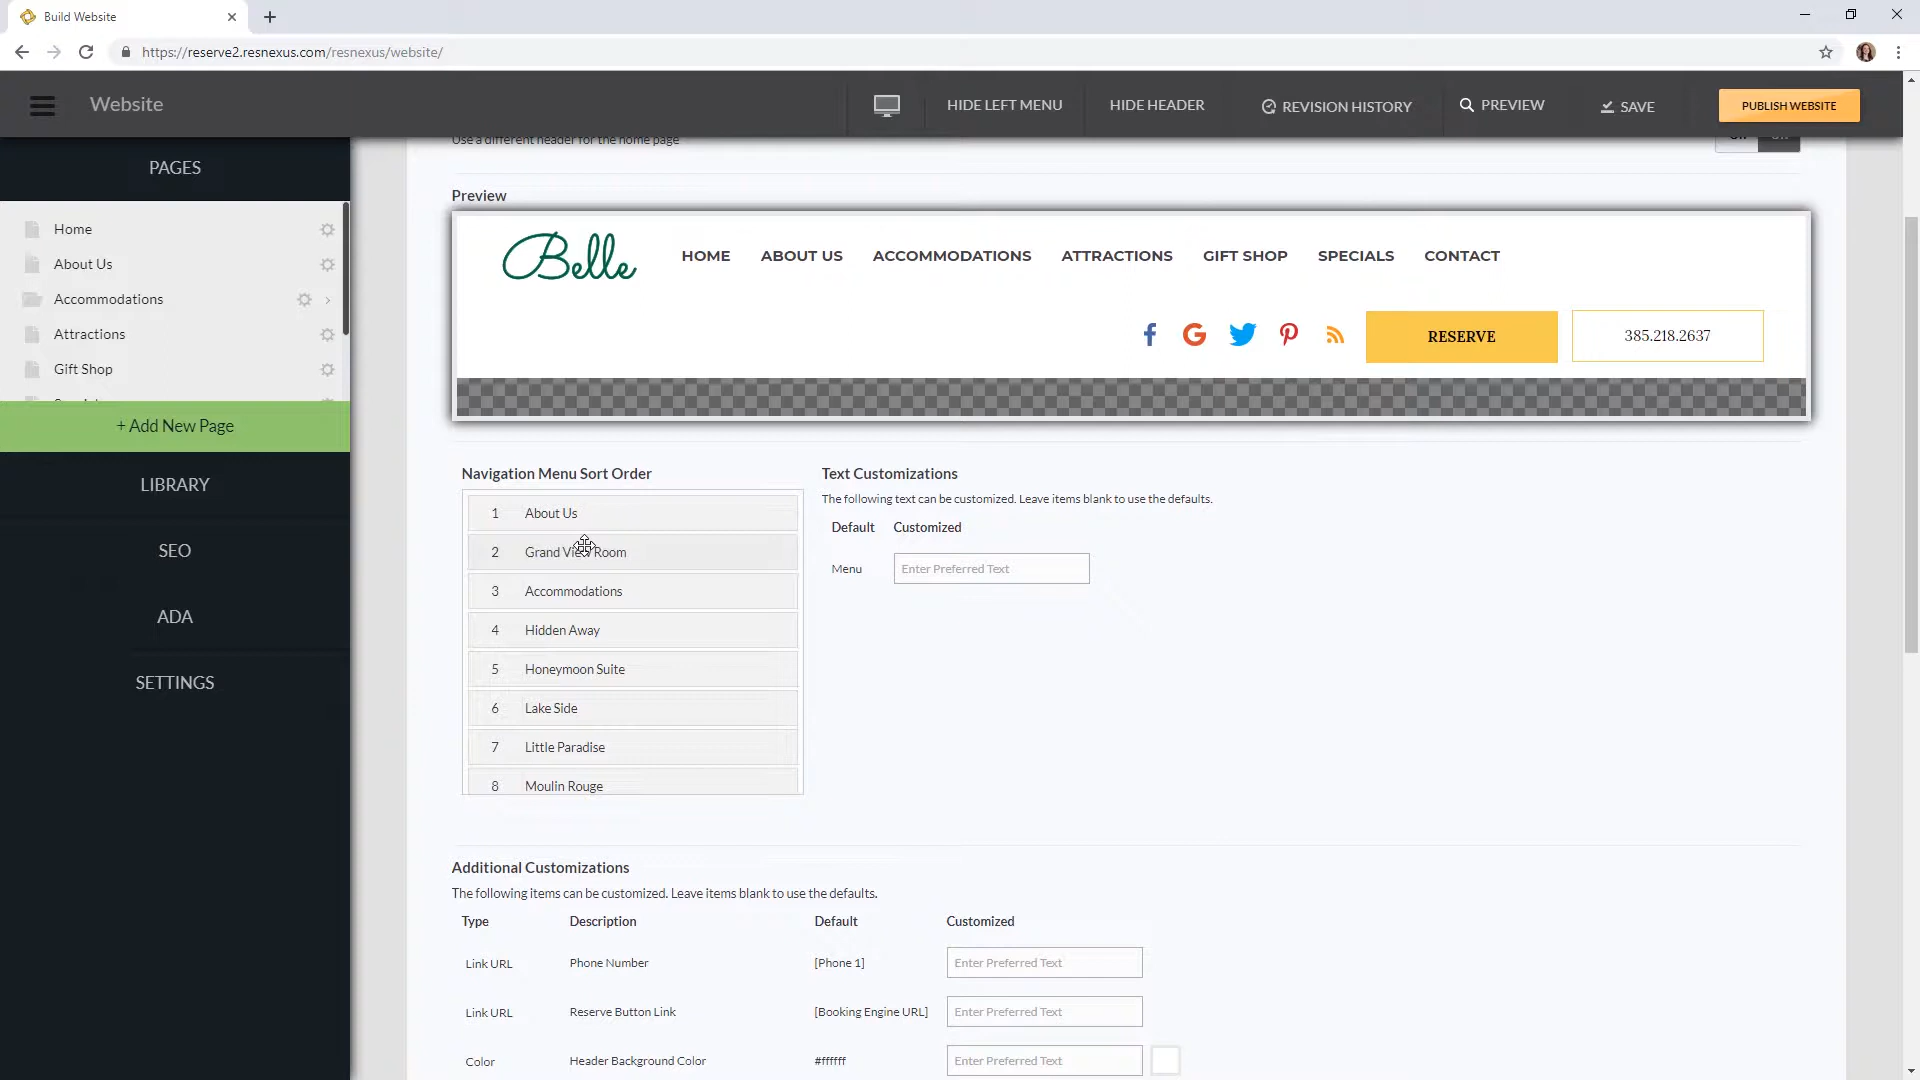 Build Website
https://reserve2.resnexus.com/resnexus/website/
Website
HIDE LEFT MENU
HIDE HEADER
REVISION HISTORY
PREVIEW
SAVE
PUBLISH WEBSITE
PAGES
Home
About Us
Accommodations
Attractions
Gift Shop
+ Add New Page
LIBRARY
SEO
ADA
SETTINGS
Use a different header for the home page
Preview
Belle
HOME ABOUT US ACCOMMODATIONS ATTRACTIONS GIFT SHOP SPECIALS CONTACT
RESERVE
385.218.2637
Navigation Menu Sort Order
1 About Us
2 Grand View Room
3 Accommodations
4 Hidden Away
5 Honeymoon Suite
6 Lake Side
7 Little Paradise
8 Moulin Rouge
Text Customizations
The following text can be customized. Leave items blank to use the defaults.
Default Customized
Menu Enter Preferred Text
Additional Customizations
The following items can be customized. Leave items blank to use the defaults.
Type Description Default Customized
Link URL Phone Number [Phone 1] Enter Preferred Text
Link URL Reserve Button Link [Booking Engine URL] Enter Preferred Text
Color Header Background Color #ffffff Enter Preferred Text